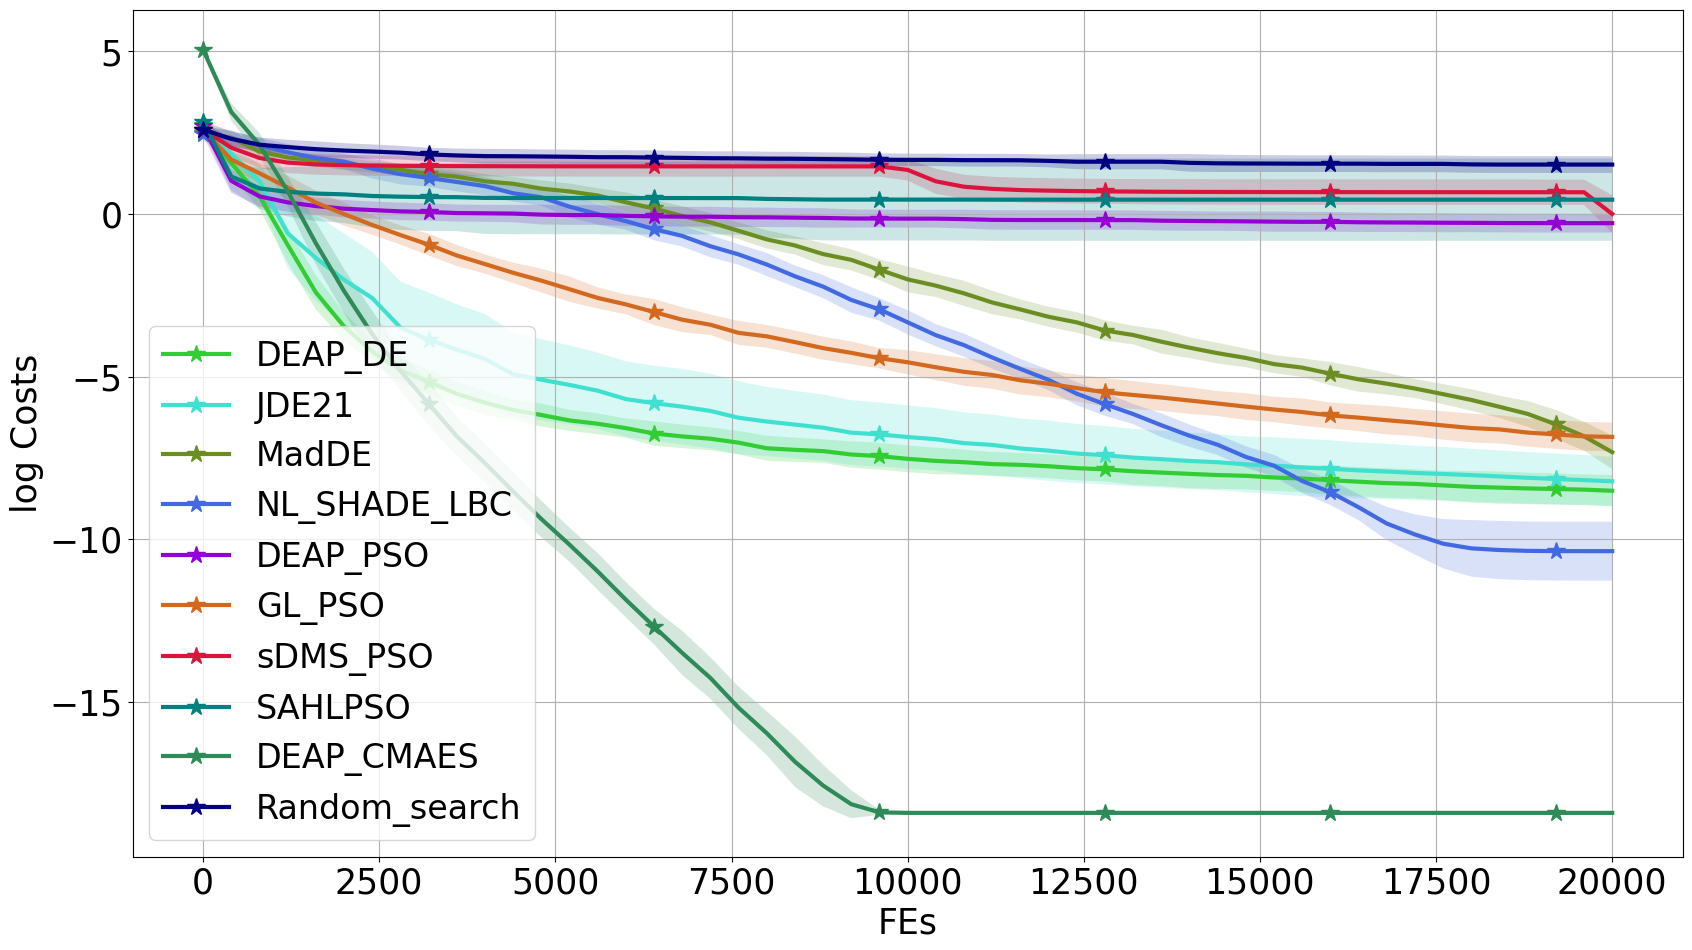 5
0
−5
−10
−15
log Costs
DEAP_DE
JDE21
MadDE
NL_SHADE_LBC
DEAP_PSO
GL_PSO
sDMS_PSO
SAHLPSO
DEAP_CMAES
Random_search
0 2500 5000 7500 10000 12500 15000 17500 20000
FEs